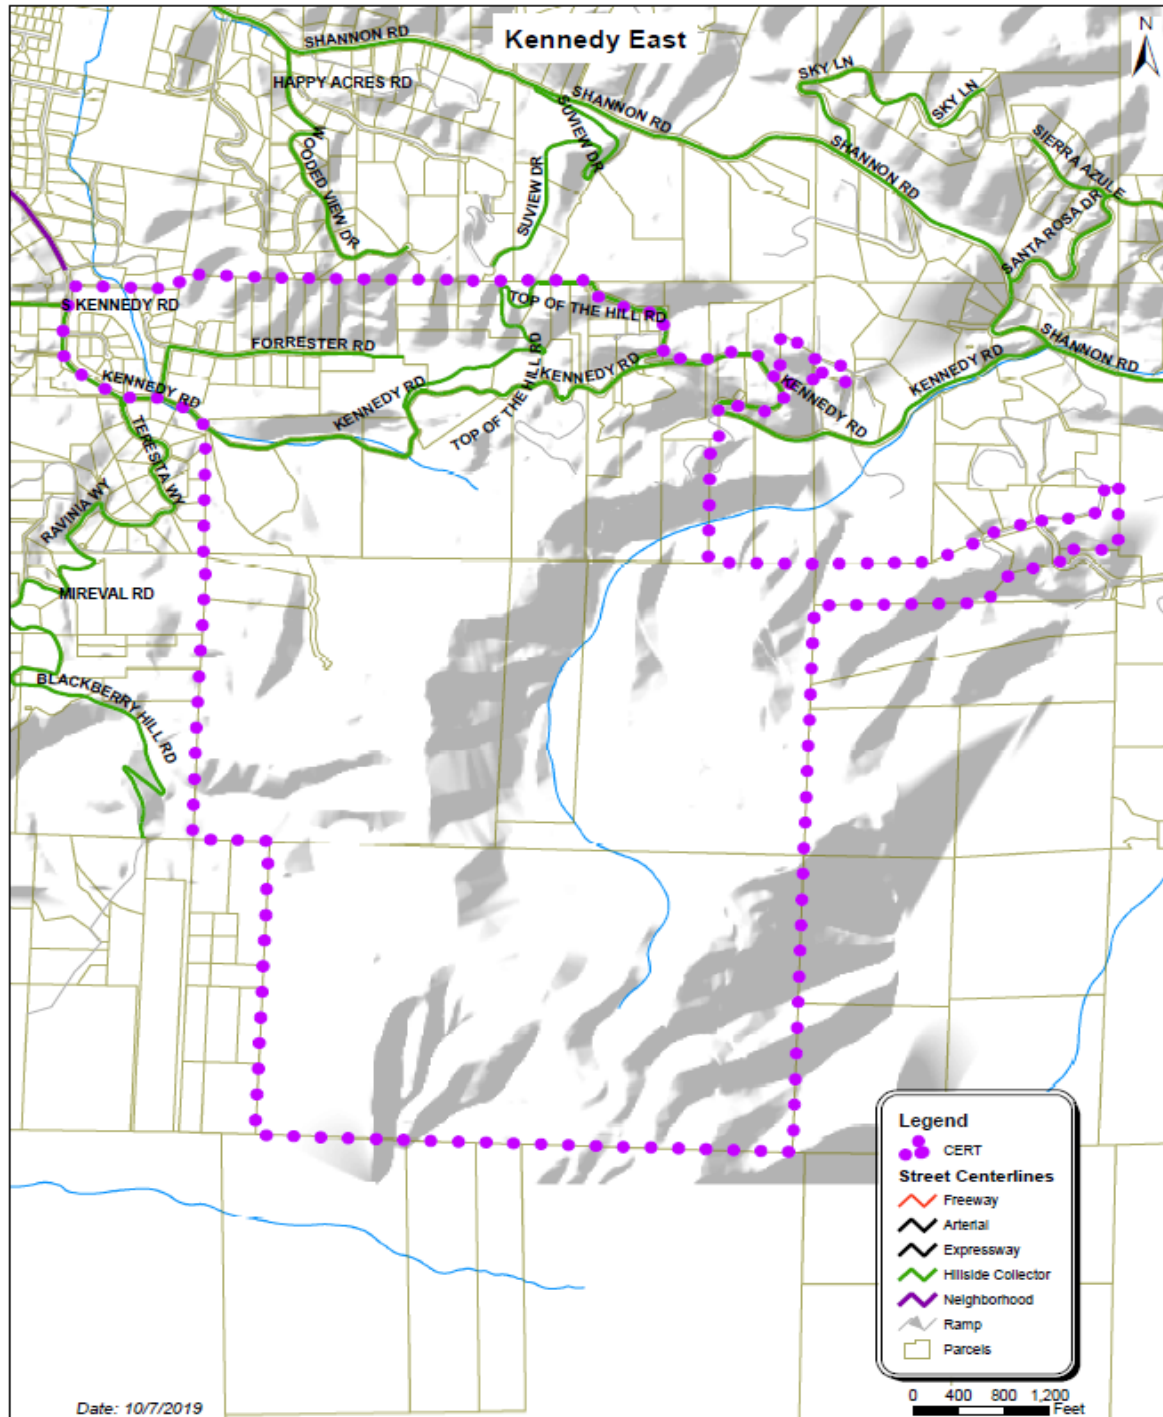 Kennedy East
N
SHANNON RD
HAPPY ACRES RD
WOODED VIEW DR
SHANNON RD
SUVIEW DR
SUVIEW DR
SKY LN
SKY LN
SHANNON RD
SIERRA AZULE
SANTA ROSA DR
S KENNEDY RD
TOP OF THE HILL RD
FORRESTER RD
KENNEDY RD
KENNEDY RD
TOP OF THE HILL RD
KENNEDY RD
KENNEDY RD
KENNEDY RD
SHANNON RD
TERESITA WY
RAVINIA WY
MIREVAL RD
BLACKBERRY HILL RD
Legend
CERT
Street Centerlines
Freeway
Arterial
Expressway
Hillside Collector
Neighborhood
Ramp
Parcels
0 400 800 1,200
Feet
Date: 10/7/2019